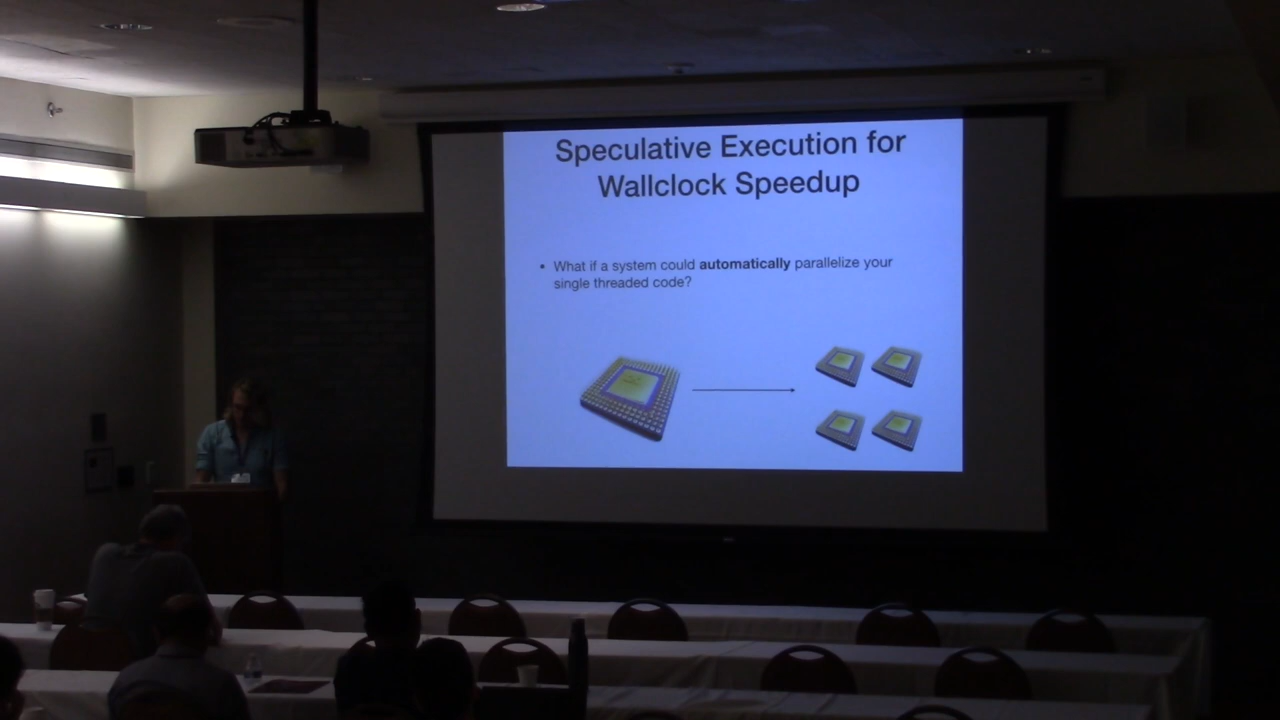 Speculative Execution for
Wallclock Speedup
• What if a system could automatically parallelize your
single threaded code?